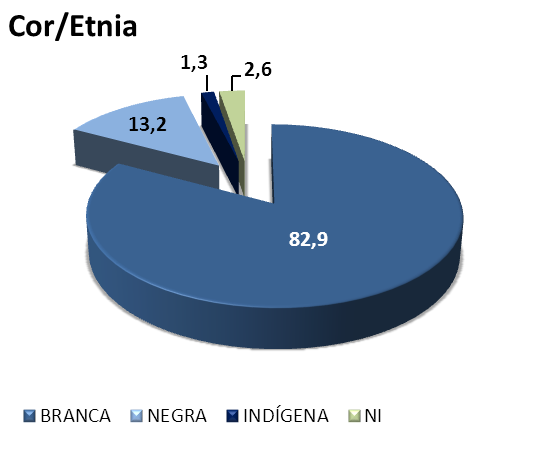 Cor/Etnia
1,3
2,6
13,2
82,9
BRANCA NEGRA INDÍGENA NI